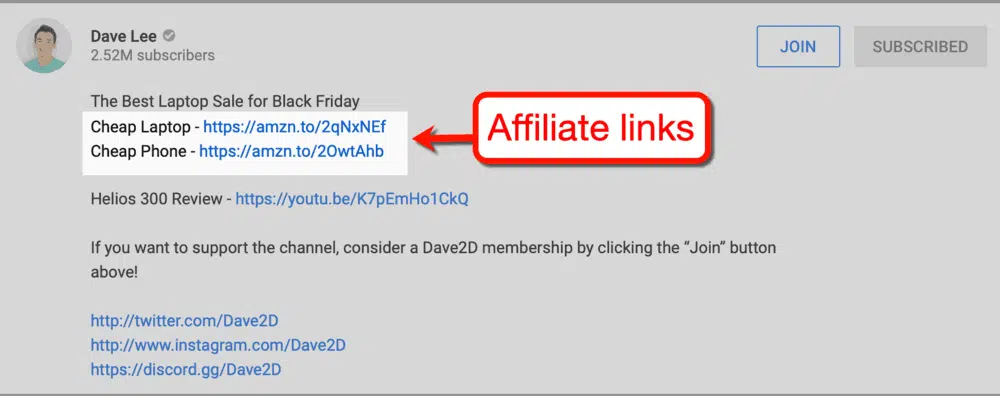 Dave Lee
2.52M subscribers
JOIN
SUBSCRIBED
The Best Laptop Sale for Black Friday
Cheap Laptop - https://amzn.to/2qNxNEf
Cheap Phone - https://amzn.to/2OwtAhb
Affiliate links
Helios 300 Review - https://youtu.be/K7pEmHo1CkQ
If you want to support the channel, consider a Dave2D membership by clicking the “Join” button
above!
http://twitter.com/Dave2D
http://www.instagram.com/Dave2D
https://discord.gg/Dave2D